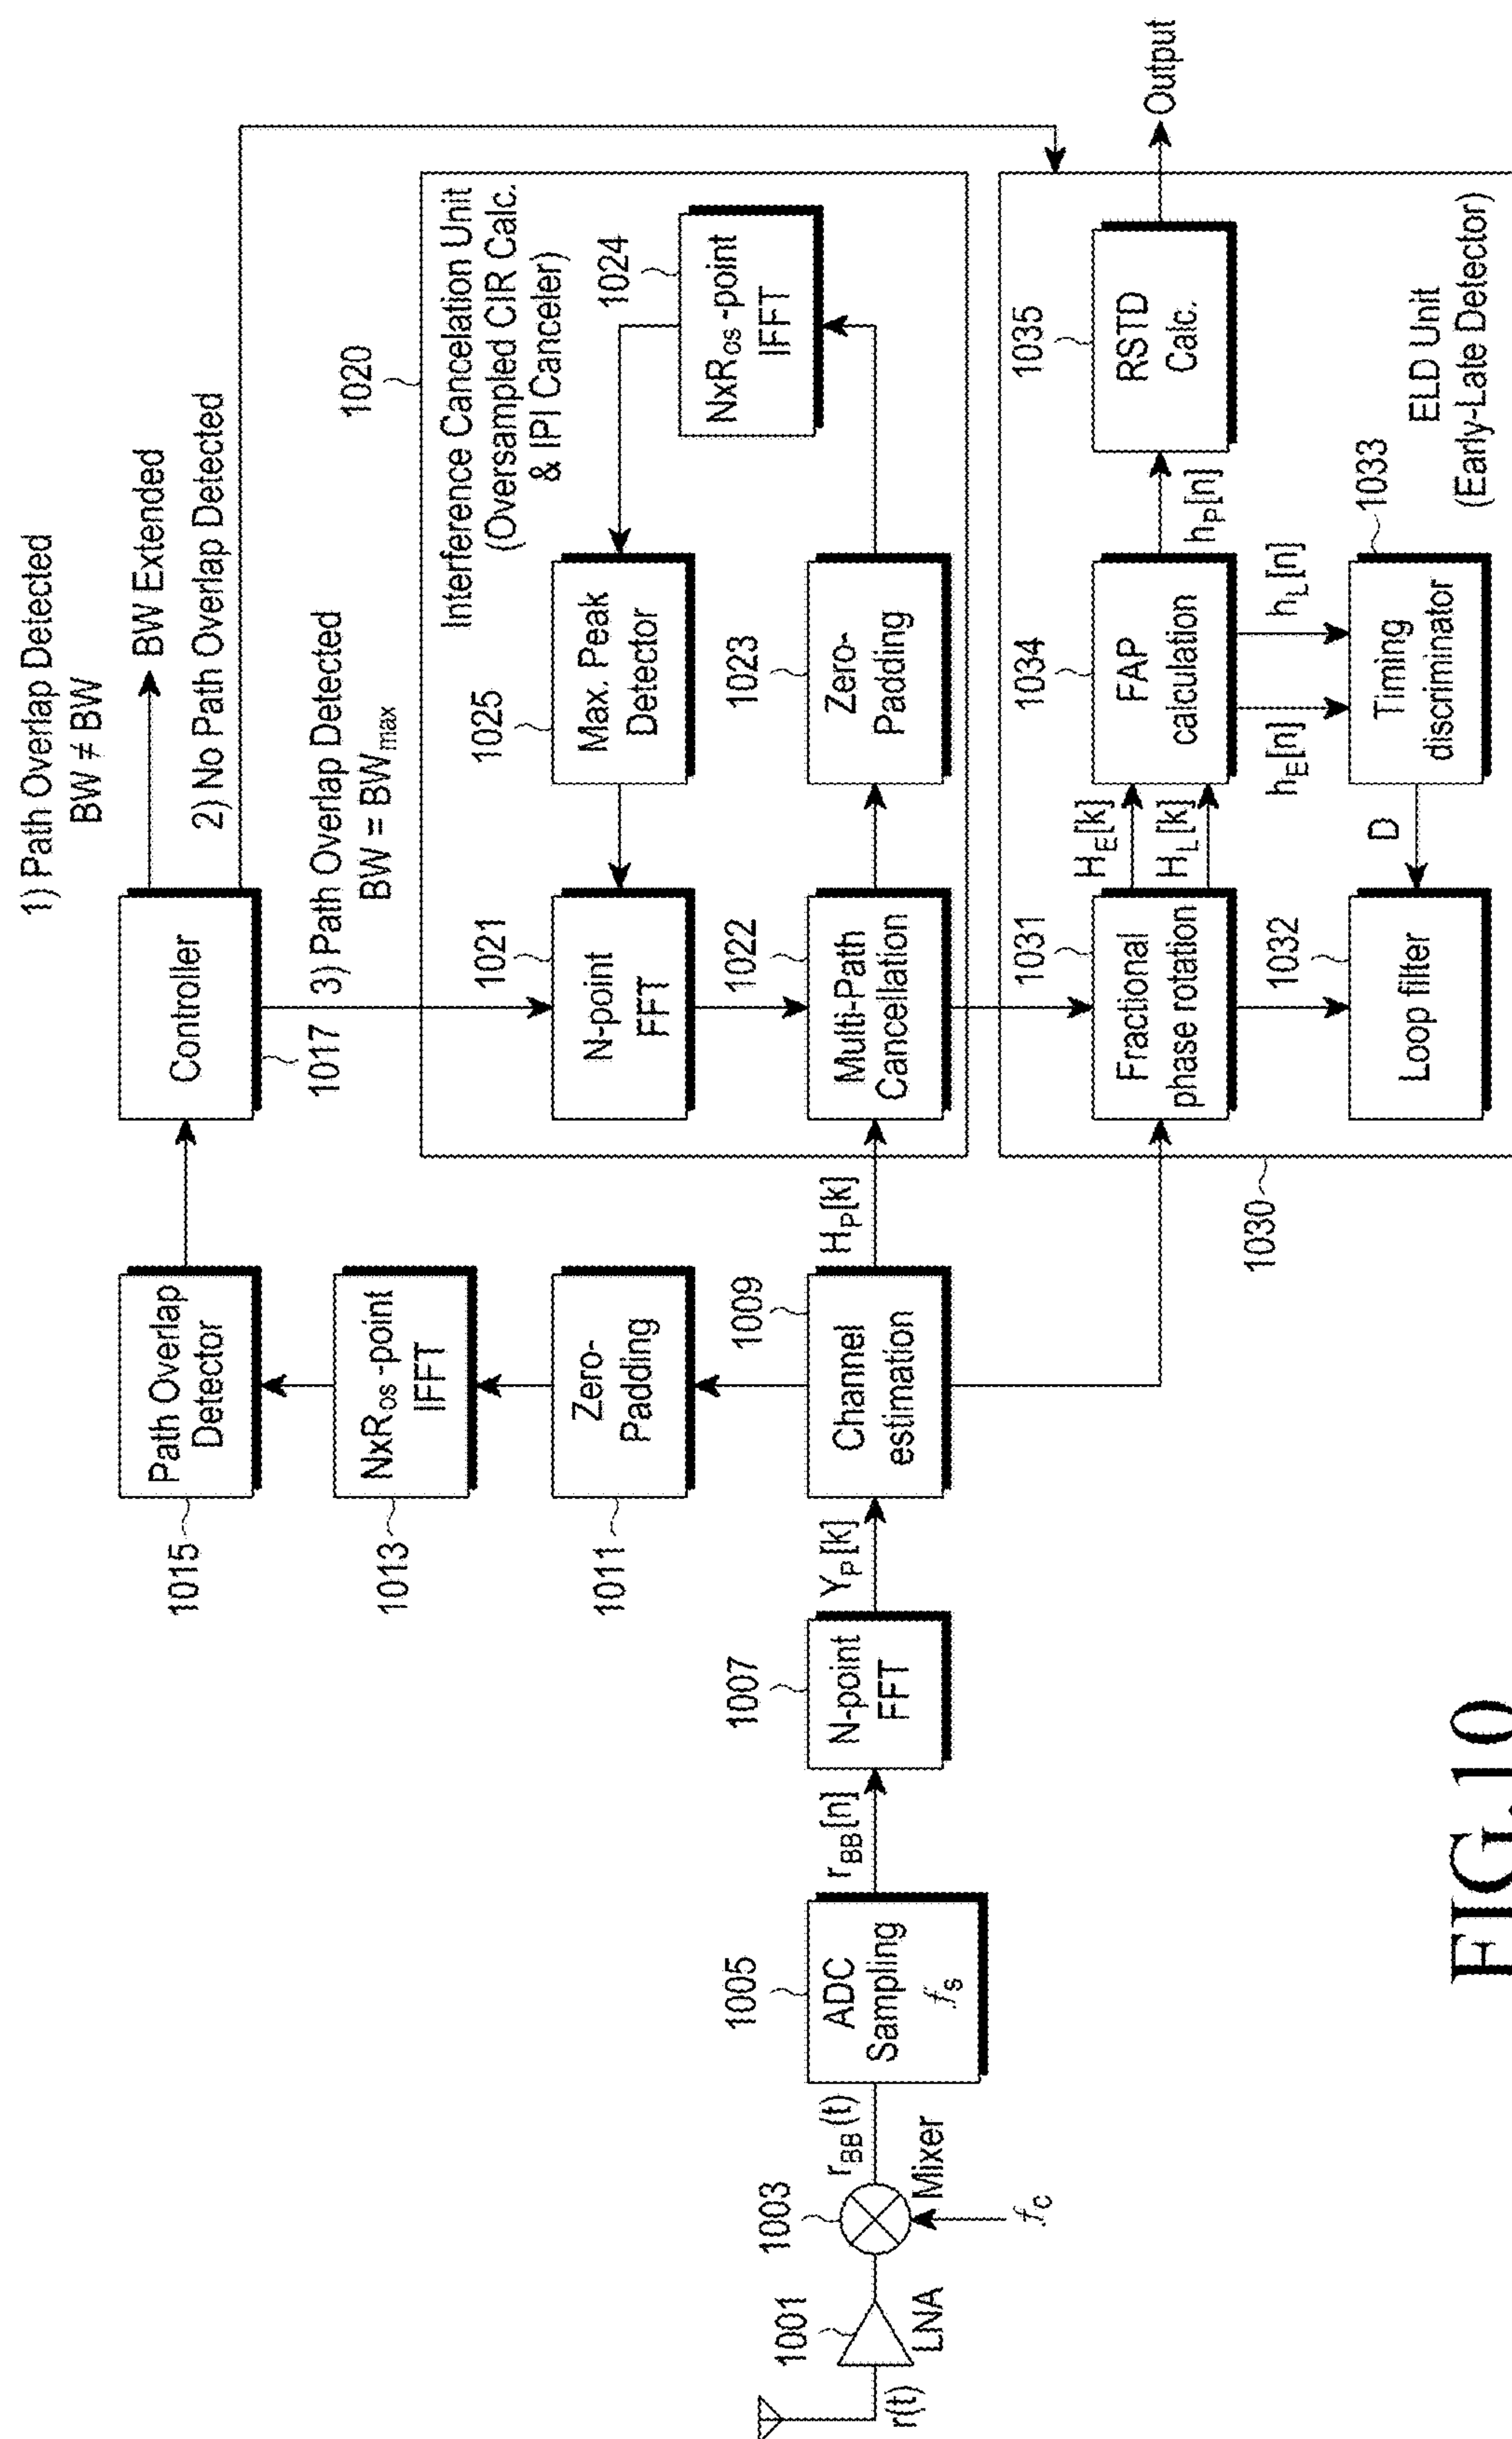 1) Path Overlap Detected
BW ≠ BW
BW Extended
2) No Path Overlap Detected
3) Path Overlap Detected
BW = BWmax
Path Overlap
Detector
1015
Controller
1017
NxROS -point
IFFT
1013
Zero-
Padding
1011
r(t)
LNA
1001
Mixer
1003
fc
rBB(t)
ADC
Sampling
fs
1005
rBB[n]
N-point
FFT
1007
YP[k]
Channel
estimation
1009
HP[k]
1020
Interference Cancelation Unit
(Oversampled CIR Calc.
& IPI Canceler)
N-point
FFT
1021
Multi-Path
Cancellation
1022
Zero-
Padding
1023
NxROS -point
IFFT
1024
Max. Peak
Detector
1025
1030
ELD Unit
(Early-Late Detector)
Fractional
phase rotation
1031
HE[k]
HL[k]
Loop filter
1032
D
Timing
discriminator
1033
hE[n]
hL[n]
FAP
calculation
1034
hP[n]
RSTD
Calc.
1035
Output
FIG.10